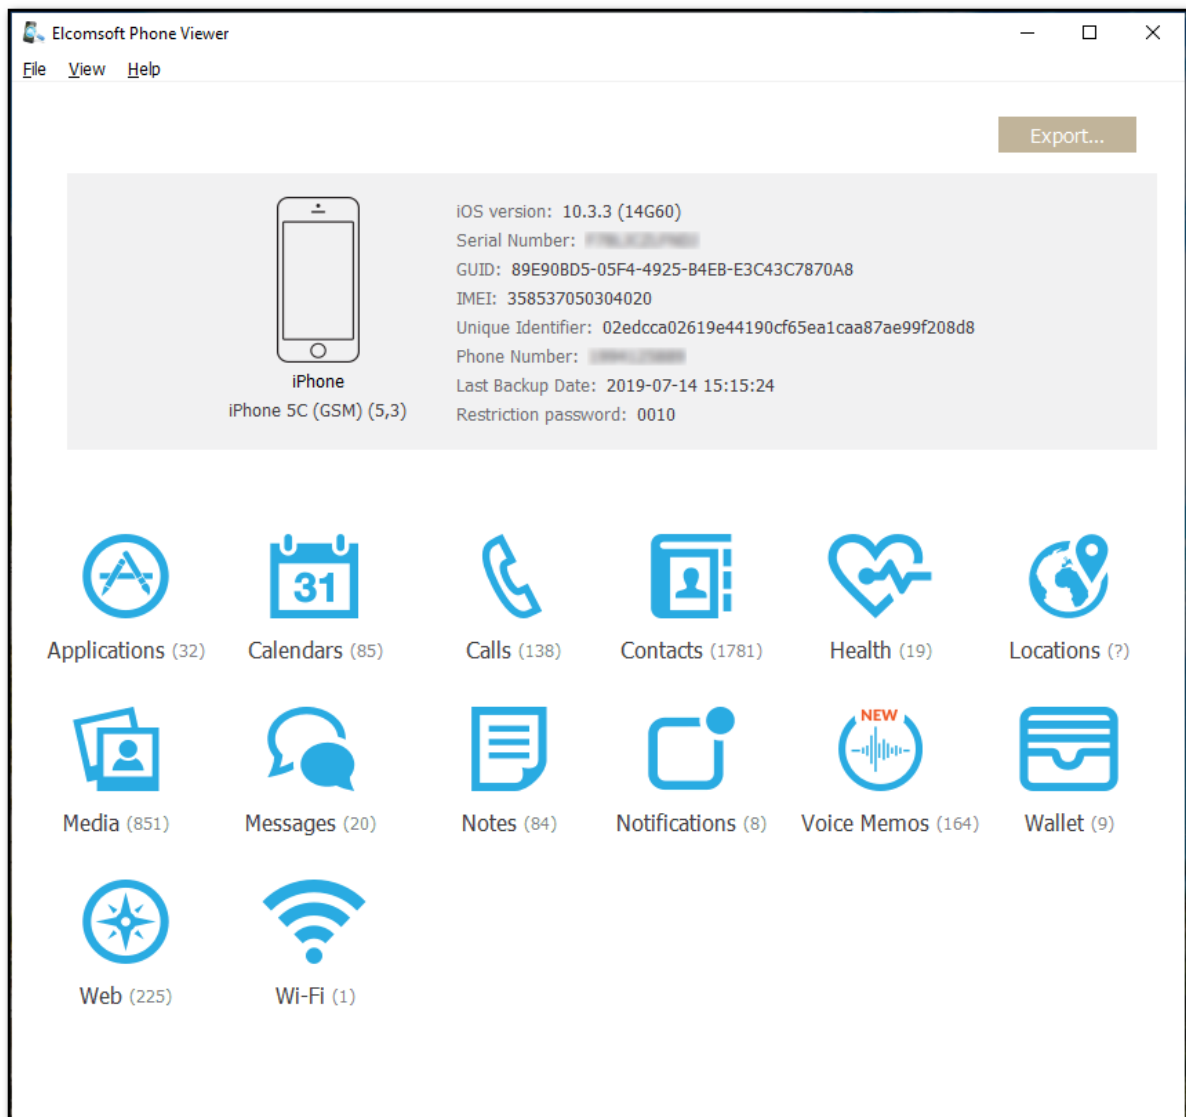 Elcomsoft Phone Viewer
File View Help
Export...
iOS version: 10.3.3 (14G60)
Serial Number:
GUID: 89E90BD5-05F4-4925-B4EB-E3C43C7870A8
IMEI: 358537050304020
Unique Identifier: 02edcca02619e44190cf65ea1caa87ae99f208d8
Phone Number:
Last Backup Date: 2019-07-14 15:15:24
Restriction password: 0010
iPhone
iPhone 5C (GSM) (5,3)
31
Applications (32) Calendars (85) Calls (138) Contacts (1781) Health (19) Locations (?)
NEW
Media (851) Messages (20) Notes (84) Notifications (8) Voice Memos (164) Wallet (9)
Web (225) Wi-Fi (1)